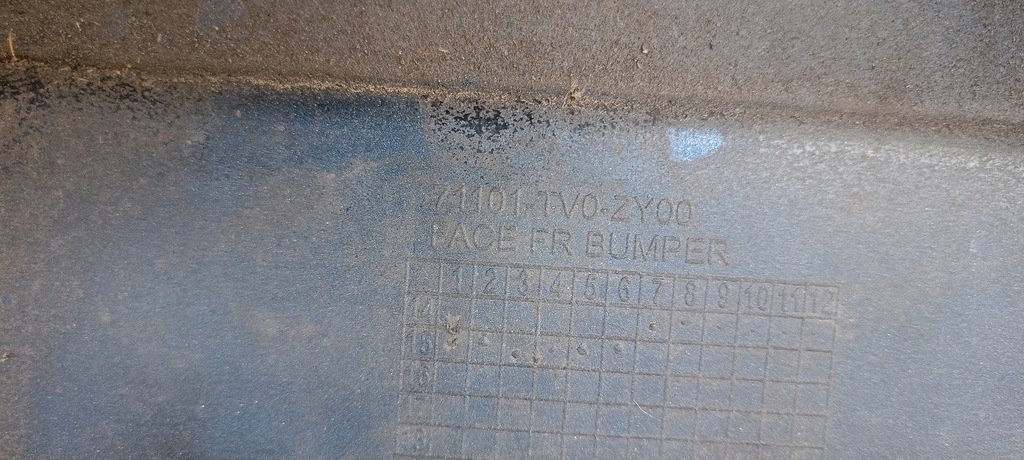 71101-TV0-ZY00
FACE FR BUMPER
1 2 3 4 5 6 7 8 9 10 11 12
14
15